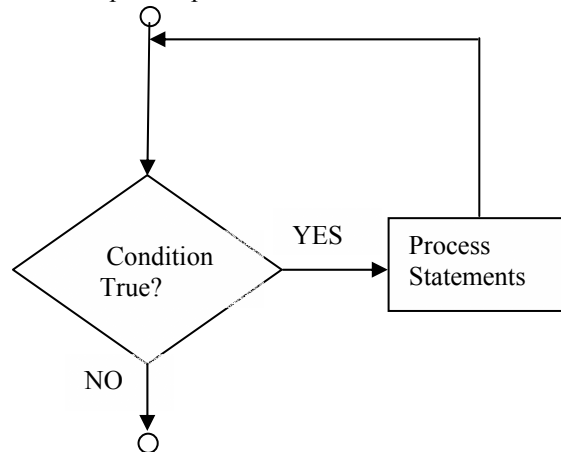 YES
Condition
True?
Process
Statements
NO